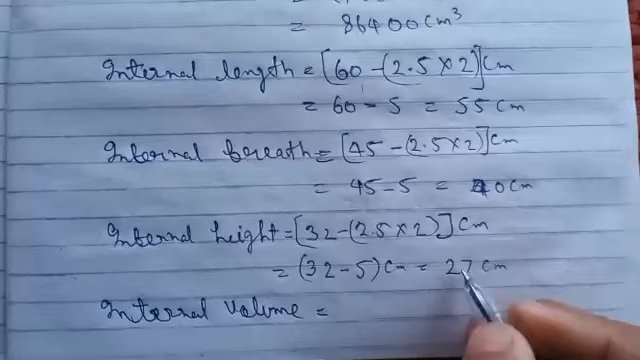 = 86400 cm³
Internal length = [60 - (2.5 × 2)] cm
= 60 - 5 = 55 cm
Internal breath = [45 - (2.5 × 2)] cm
= 45 - 5 = 40 cm
Internal height = [32 - (2.5 × 2)] cm
= (32 - 5) cm = 27 cm
Internal volume =